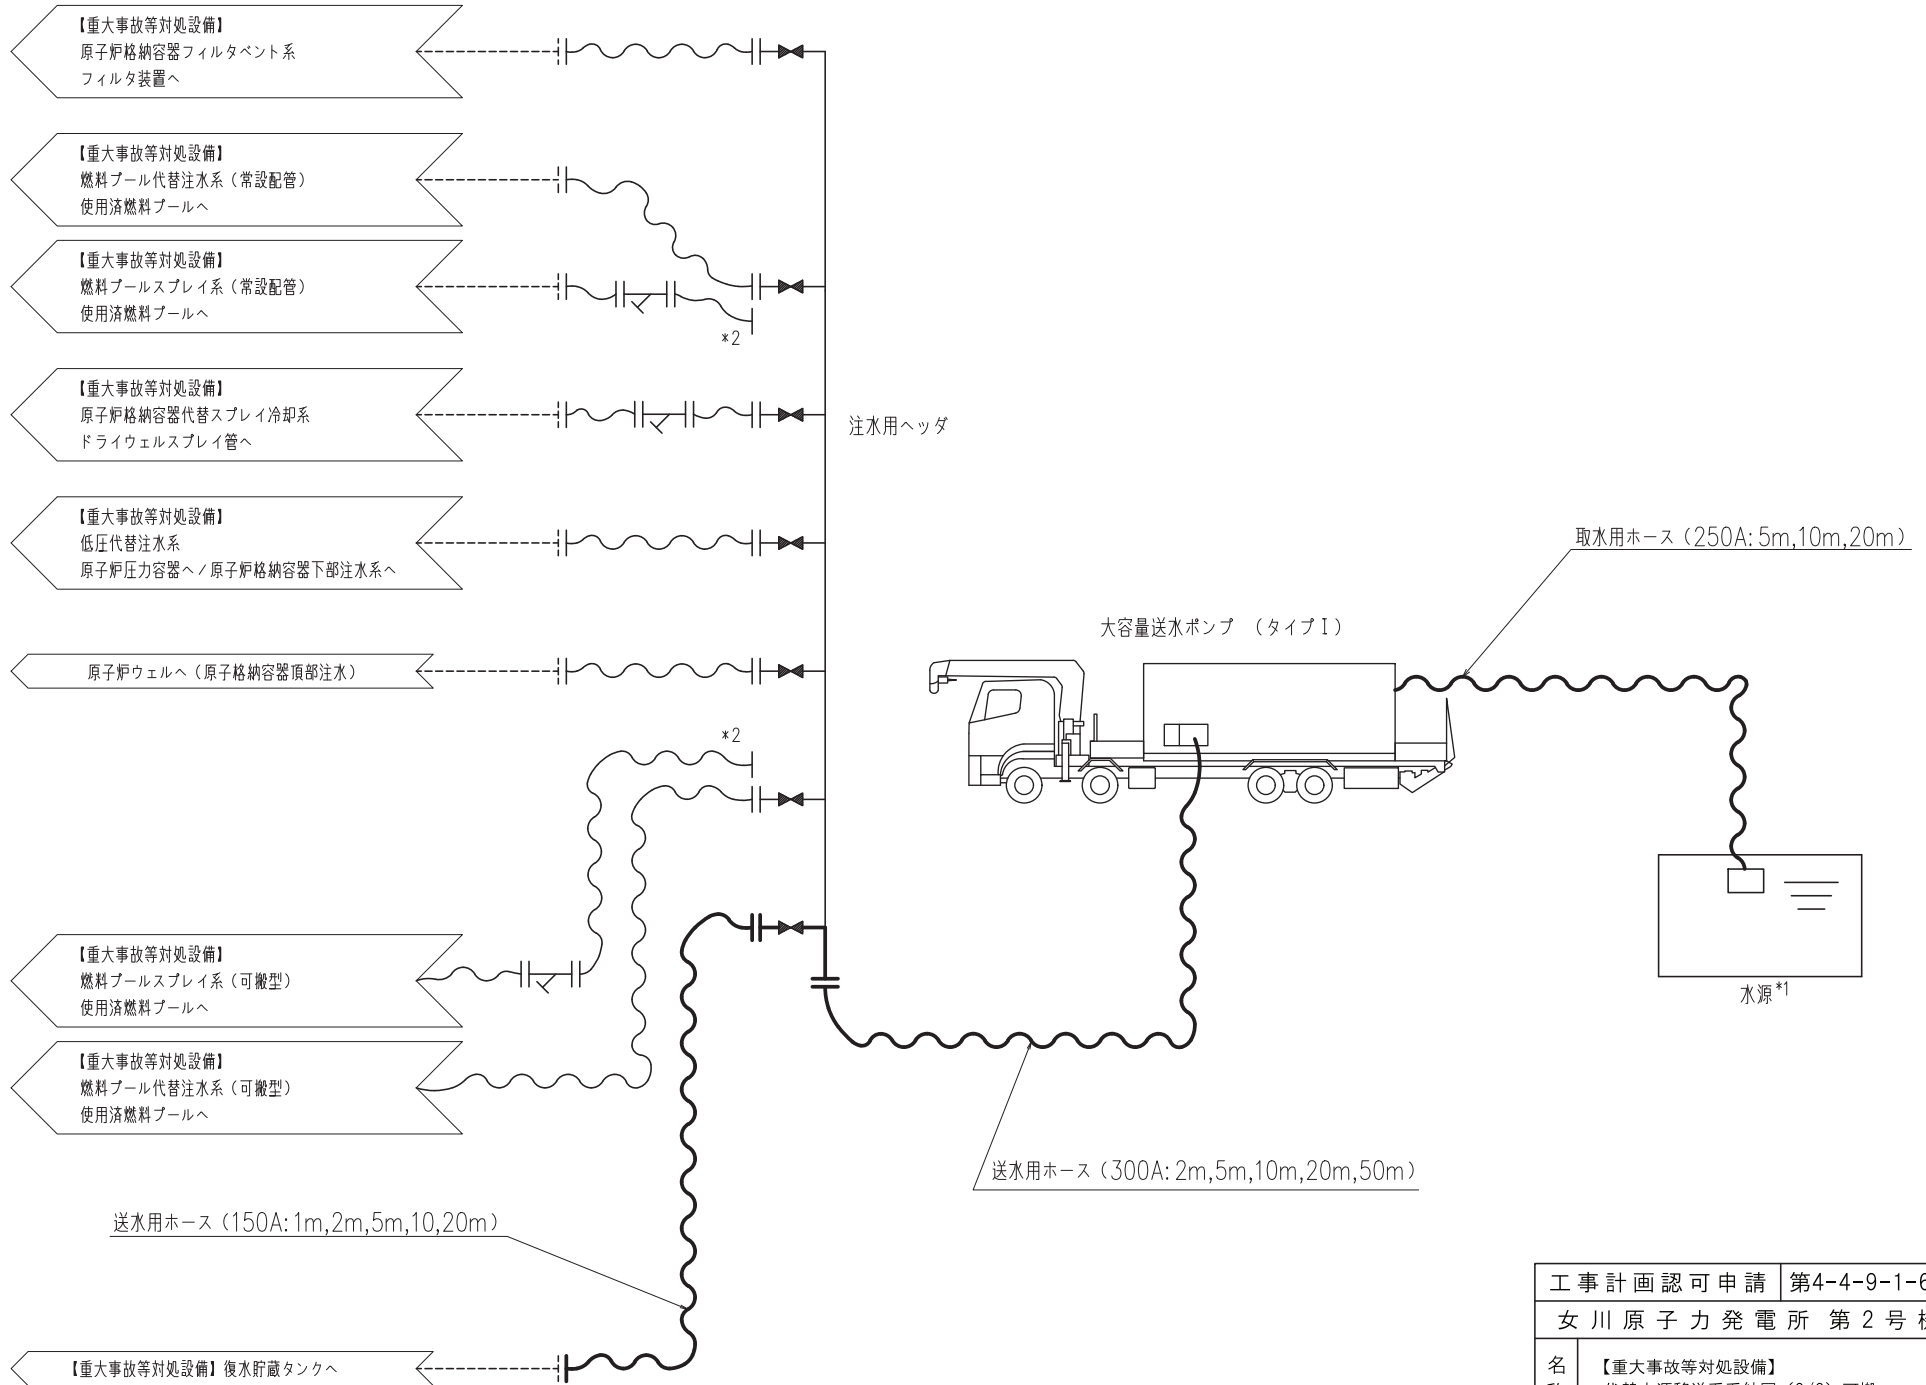 【重大事故等対処設備】
原子炉格納容器フィルタベント系
フィルタ装置へ
【重大事故等対処設備】
燃料プール代替注水系（常設配管）
使用済燃料プールへ
【重大事故等対処設備】
燃料プールスプレイ系（常設配管）
使用済燃料プールへ
*2
【重大事故等対処設備】
原子炉格納容器代替スプレイ冷却系
ドライウェルスプレイ管へ
注水用ヘッダ
【重大事故等対処設備】
低圧代替注水系
原子炉圧力容器へ／原子炉格納容器下部注水系へ
取水用ホース（250A:5m,10m,20m）
大容量送水ポンプ （タイプⅠ）
原子炉ウェルへ（原子格納容器頂部注水）
*2
【重大事故等対処設備】
燃料プールスプレイ系（可搬型）
使用済燃料プールへ
水源*1
【重大事故等対処設備】
燃料プール代替注水系（可搬型）
使用済燃料プールへ
送水用ホース（300A:2m,5m,10m,20m,50m）
送水用ホース（150A:1m,2m,5m,10,20m）
【重大事故等対処設備】復水貯蔵タンクへ
工事計画認可申請 第4-4-9-1-6
女川原子力発電所 第2号
名
【重大事故等対処設備】